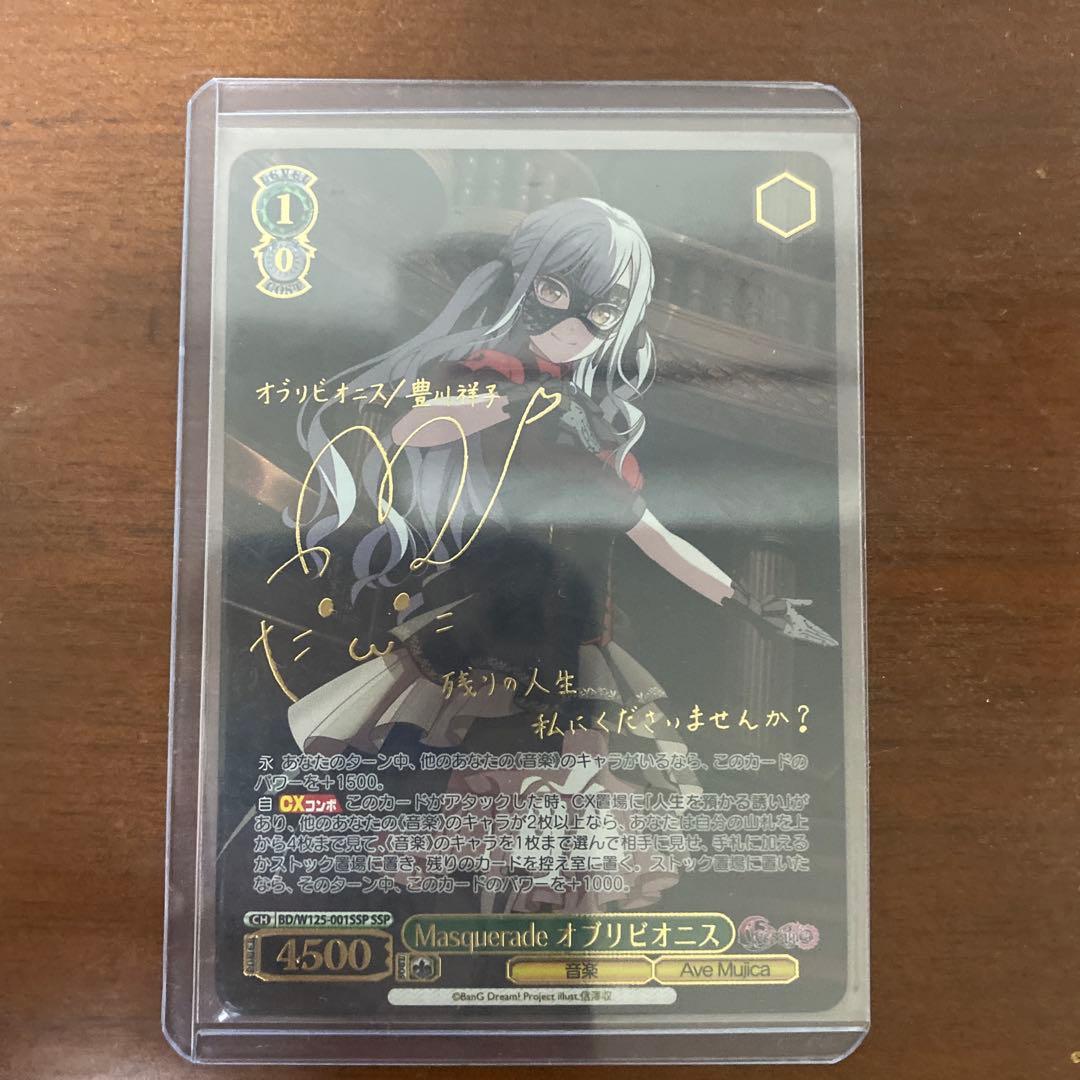 LEVEL
1
0
COST
オブリビオニス/豊川祥子
残りの人生
私にくださいませんか？
永 あなたのターン中、他のあなたの《音楽》のキャラがいるなら、このカードの
パワーを＋1500。
自 CXコンボ このカードがアタックした時、CX置場に「人生を預かる誘い」が
あり、他のあなたの《音楽》のキャラが2枚以上なら、あなたは自分の山札を上
から4枚まで見て、《音楽》のキャラを1枚まで選んで相手に見せ、手札に加える
かストック置場に置き、残りのカードを控え室に置く。ストック置場に置いた
なら、そのターン中、このカードのパワーを＋1000。
CH BD/W125-001SSP SSP
4500
Masquerade オブリビオニス
音楽 Ave Mujica
©BanG Dream! Project illust.信澤収